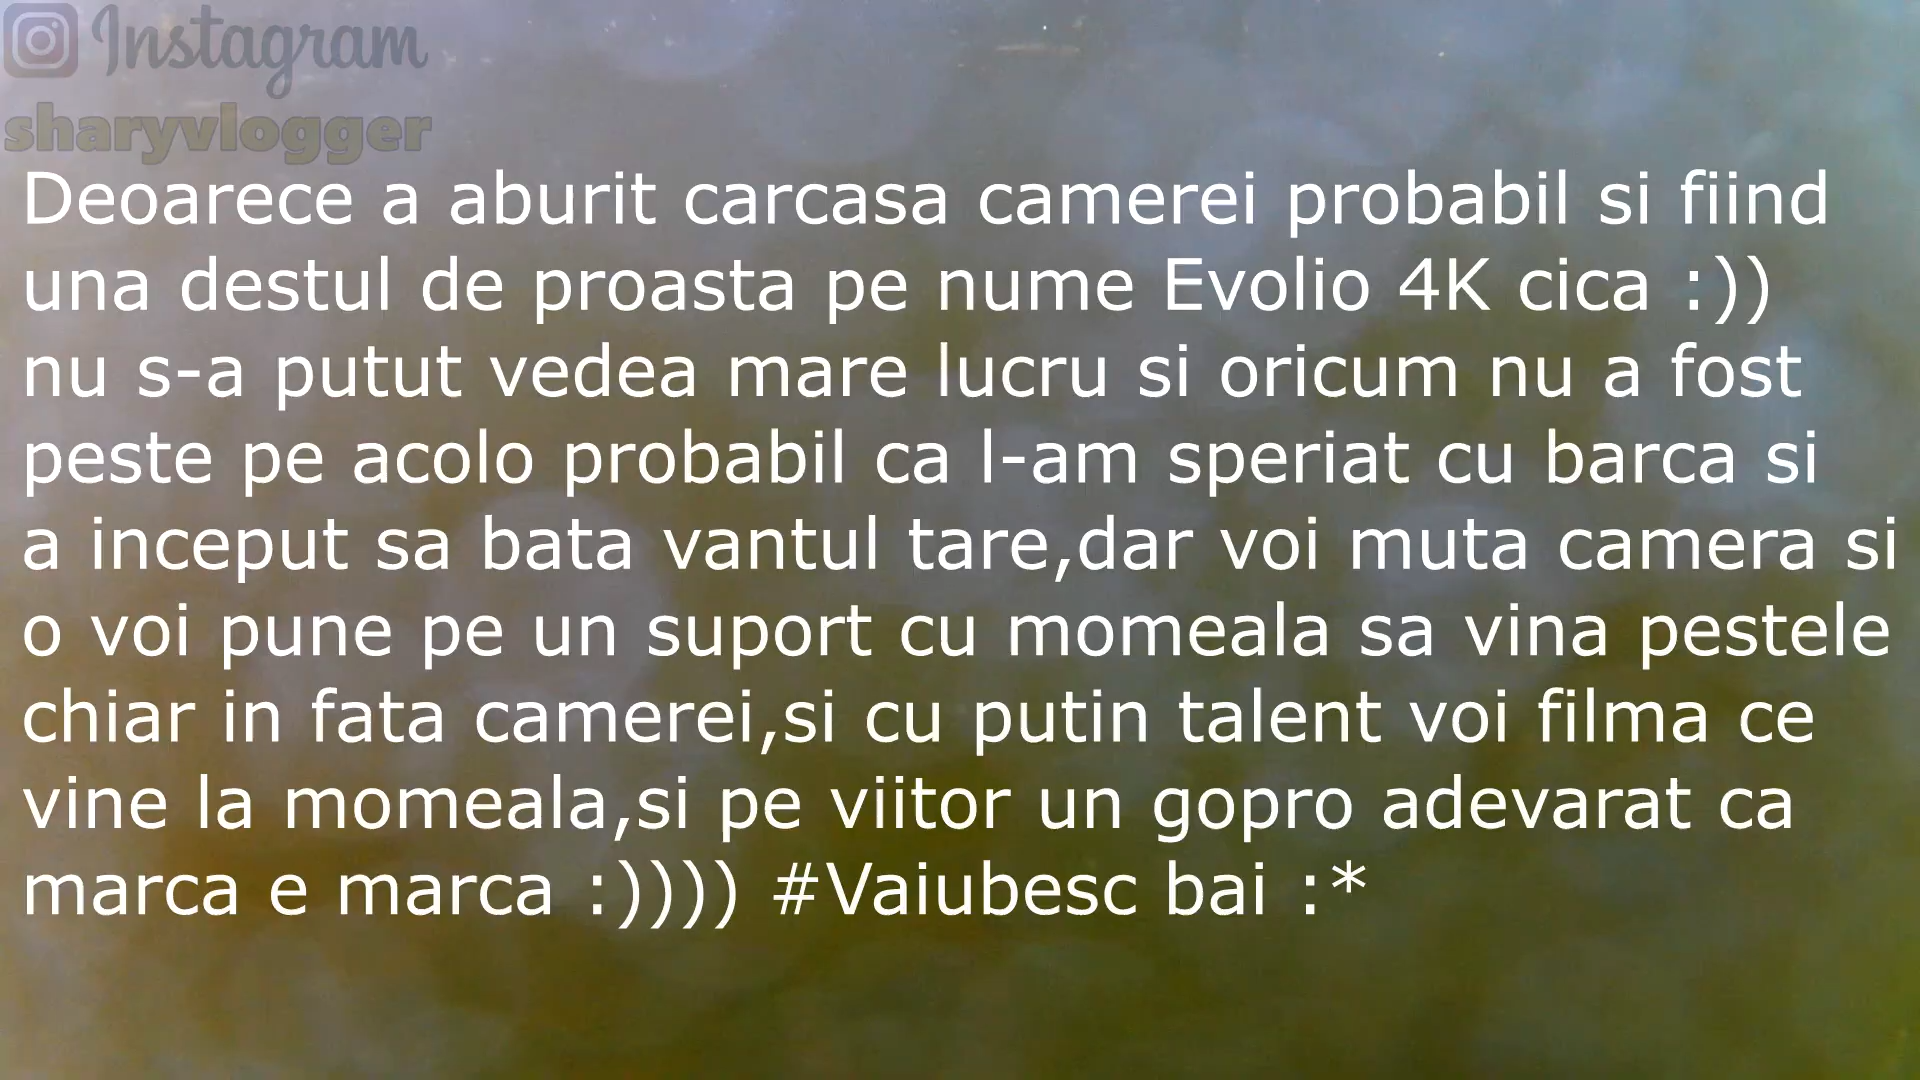 Instagram
sharyvlogger
Deoarece a aburit carcasa camerei probabil si fiind
una destul de proasta pe nume Evolio 4K cica :))
nu s-a putut vedea mare lucru si oricum nu a fost
peste pe acolo probabil ca l-am speriat cu barca si
a inceput sa bata vantul tare,dar voi muta camera si
o voi pune pe un suport cu momeala sa vina pestele
chiar in fata camerei,si cu putin talent voi filma ce
vine la momeala,si pe viitor un gopro adevarat ca
marca e marca :)))) #Vaiubesc bai :*